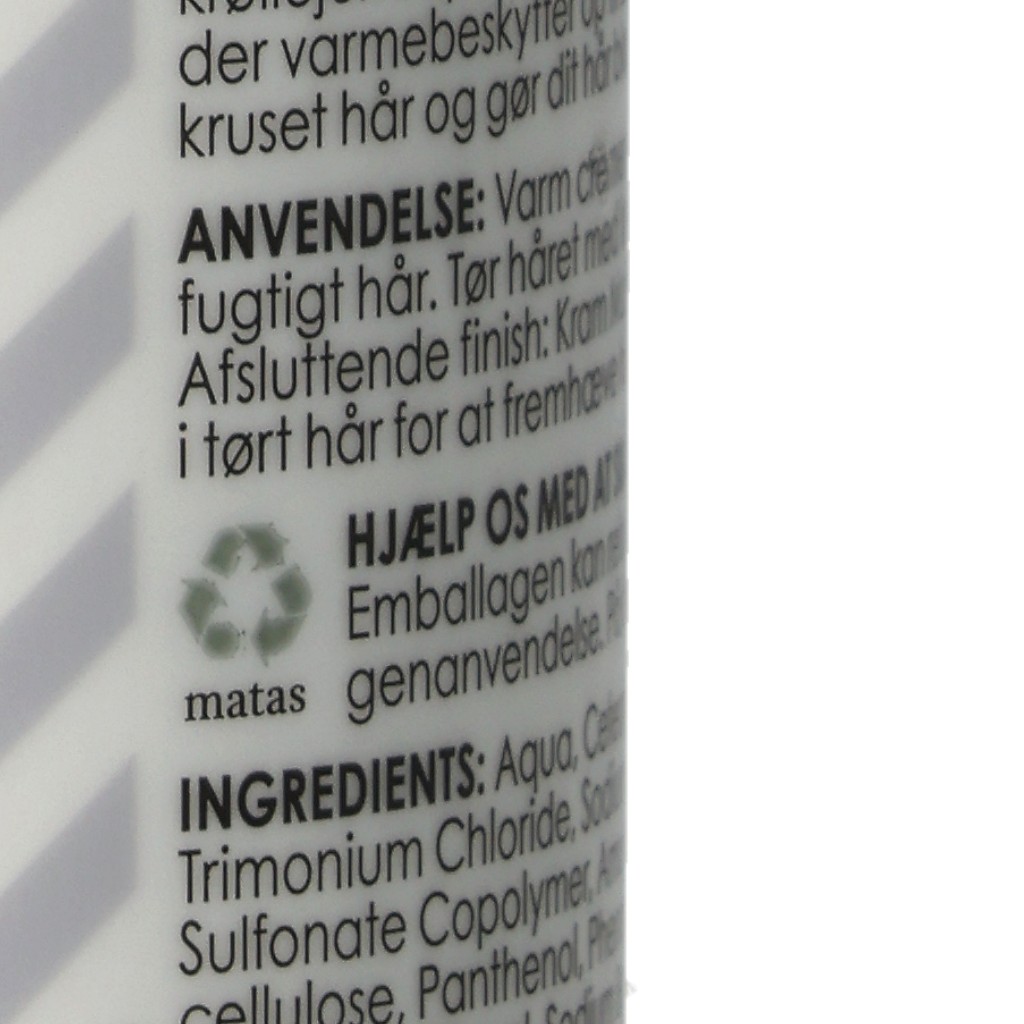 der varmebeskytter og
kruset hår og gør dit hår
ANVENDELSE: Varm
fugtigt hår. Tør håret med
Afsluttende finish: Kram
i tørt hår for at fremhæve
HJÆLP OS MED AT
Emballagen kan
genanvendelse.
matas
INGREDIENTS: Aqua,
Trimonium Chloride,
Sulfonate Copolymer,
cellulose, Panthenol,